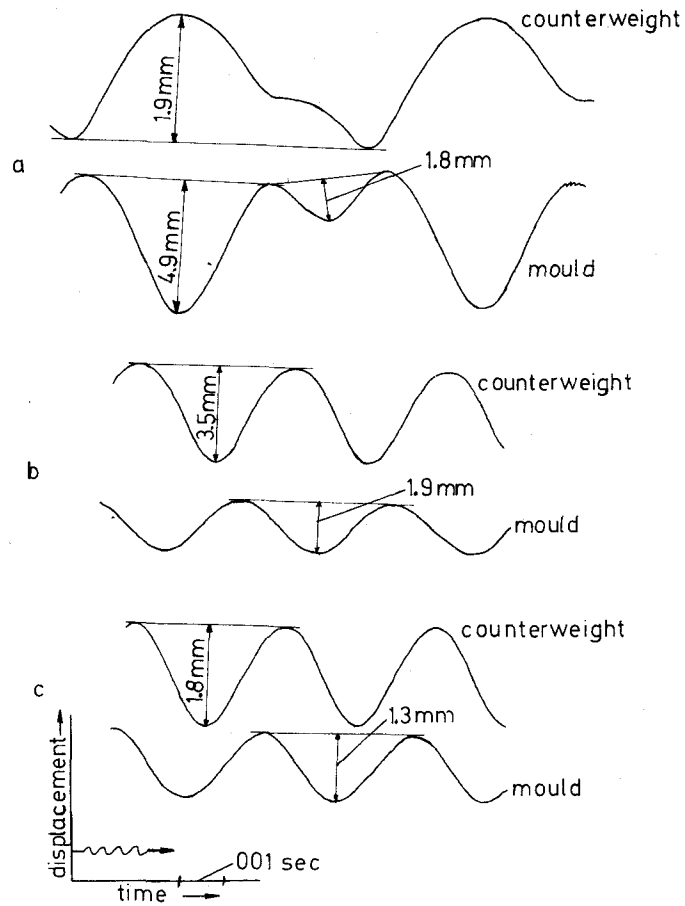 counterweight
1.9mm
a
1.8mm
4.9mm
mould
counterweight
3.5mm
b
1.9mm
mould
counterweight
1.8mm
c
1.3mm
mould
displacement
001 sec
time